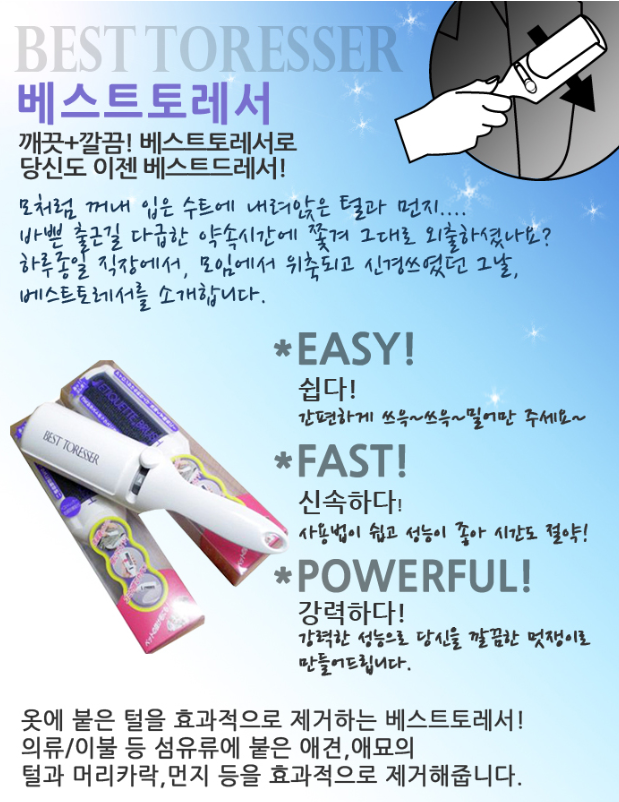 BEST TORESSER
베스트토레서
깨끗+깔끔! 베스트토레서로
당신도 이젠 베스트드레서!
모처럼 꺼내 입은 수트에 내려앉은 털과 먼지....
바쁜 출근길 다급한 약속시간에 쫓겨 그대로 외출하셨나요?
하루종일 직장에서, 모임에서 위축되고 신경쓰였던 그날,
베스트토레서를 소개합니다.
*EASY!
쉽다!
간편하게 쓰윽~쓰윽~밀어만 주세요~
ETIQUETTE BRUSH
BEST TORESSER
*FAST!
신속하다!
사용법이 쉽고 성능이 좋아 시간도 절약!
*POWERFUL!
강력하다!
강력한 성능으로 당신을 깔끔한 멋쟁이로
만들어드립니다.
옷에 붙은 털을 효과적으로 제거하는 베스트토레서!
의류/이불 등 섬유류에 붙은 애견,애묘의
털과 머리카락,먼지 등을 효과적으로 제거해줍니다.